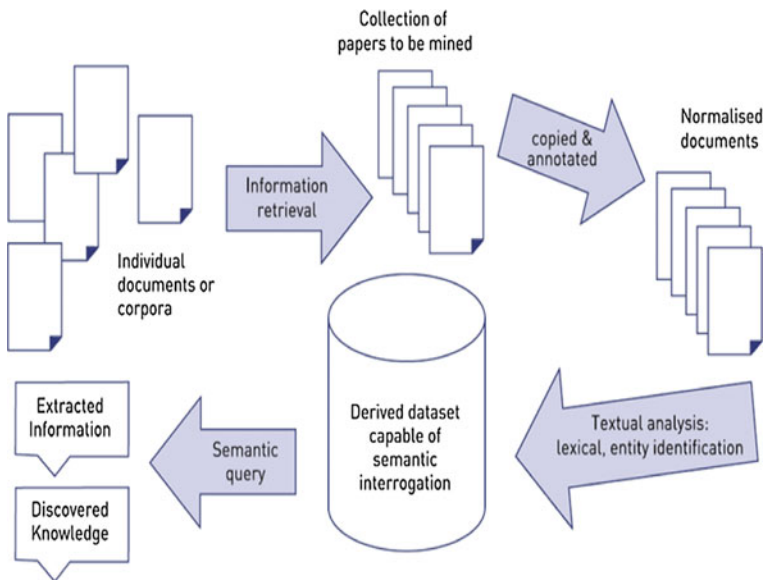 Collection of
papers to be mined
Information
retrieval
copied &
annotated
Normalised
documents
Individual
documents or
corpora
Textual analysis:
lexical, entity identification
Derived dataset
capable of
semantic
interrogation
Semantic
query
Extracted
Information
Discovered
Knowledge